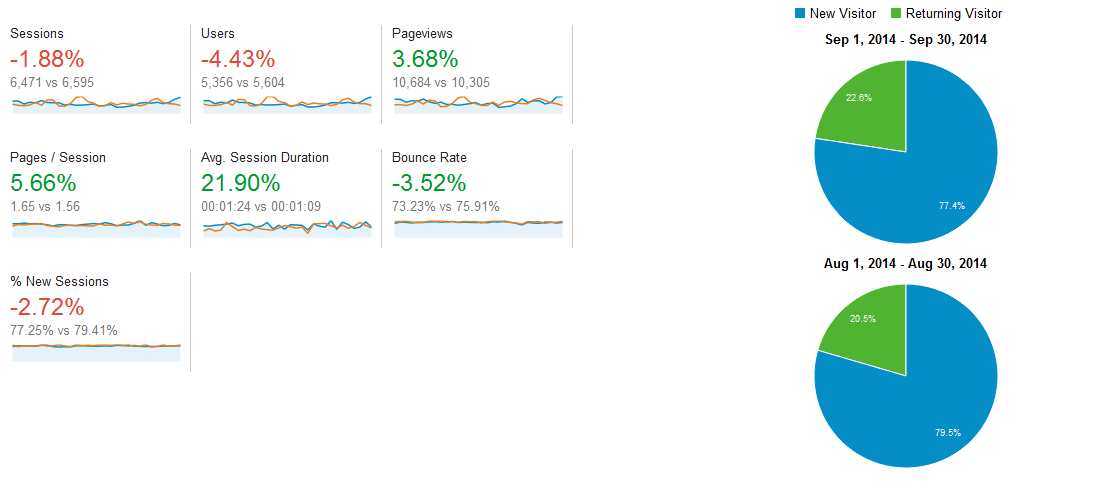 Sessions
-1.88%
6,471 vs 6,595
Users
-4.43%
5,356 vs 5,604
Pageviews
3.68%
10,684 vs 10,305
Pages / Session
5.66%
1.65 vs 1.56
Avg. Session Duration
21.90%
00:01:24 vs 00:01:09
Bounce Rate
-3.52%
73.23% vs 75.91%
% New Sessions
-2.72%
77.25% vs 79.41%
New Visitor
Returning Visitor
Sep 1, 2014 - Sep 30, 2014
22.6%
77.4%
Aug 1, 2014 - Aug 30, 2014
20.5%
79.5%